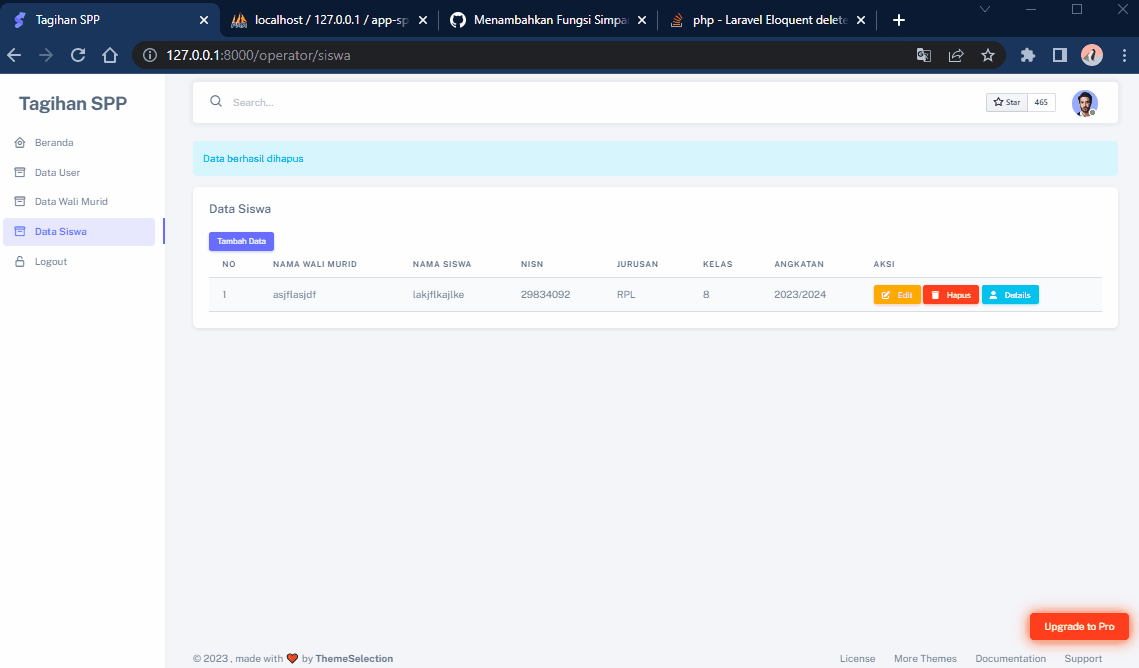 Tagihan SPP
localhost / 127.0.0.1 / app-sp
Menambahkan Fungsi Simpa
php - Laravel Eloquent delete
127.0.0.1:8000/operator/siswa
Tagihan SPP
Beranda
Data User
Data Wali Murid
Data Siswa
Logout
Search...
Star 465
Data berhasil dihapus
Data Siswa
Tambah Data
NO NAMA WALI MURID NAMA SISWA NISN JURUSAN KELAS ANGKATAN AKSI
1 asjflasjdf lakjflkajlke 29834092 RPL 8 2023/2024 Edit Hapus Details
Upgrade to Pro
© 2023 , made with ❤️ by ThemeSelection
License More Themes Documentation Support